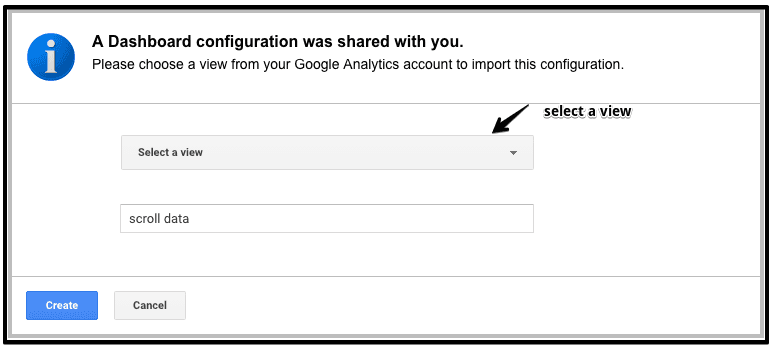 A Dashboard configuration was shared with you.
Please choose a view from your Google Analytics account to import this configuration.
select a view
Select a view
scroll data
Create
Cancel